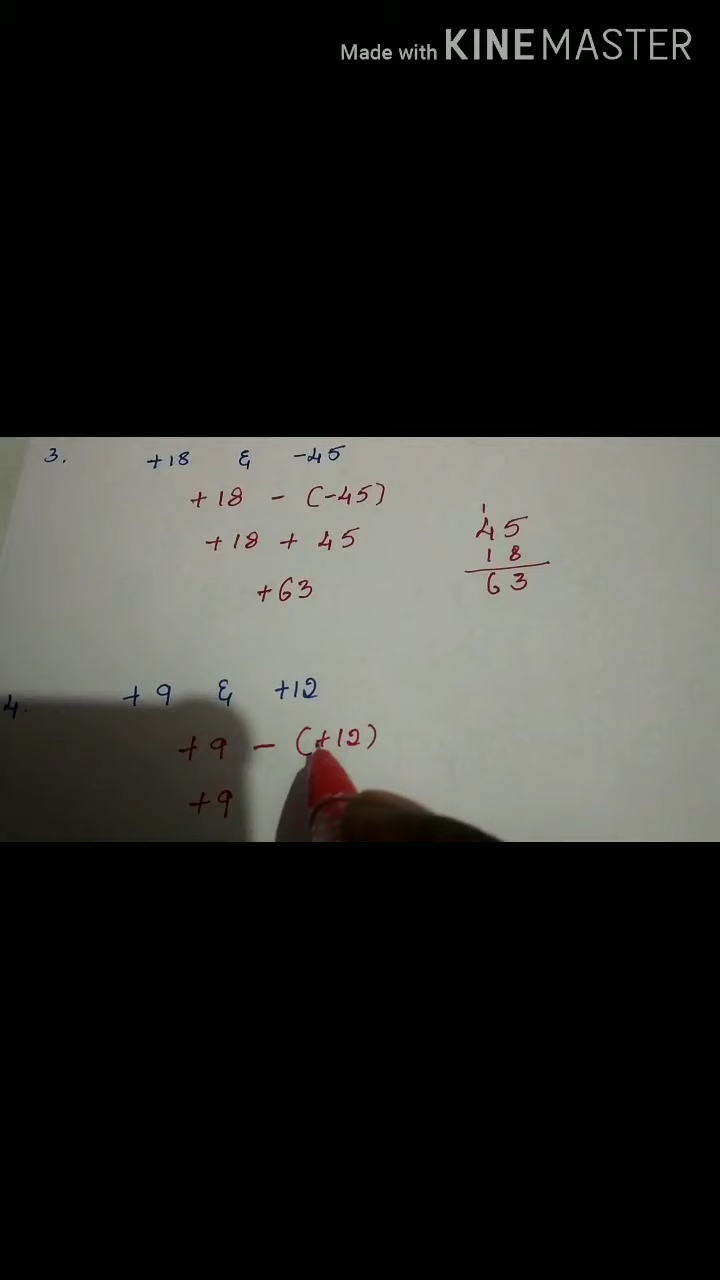 Made with KINEMASTER
3. +18 & -45
+18 - (-45)
+18 + 45
+63
1
45
18
63
4. +9 & +12
+9 - (+12)
+9